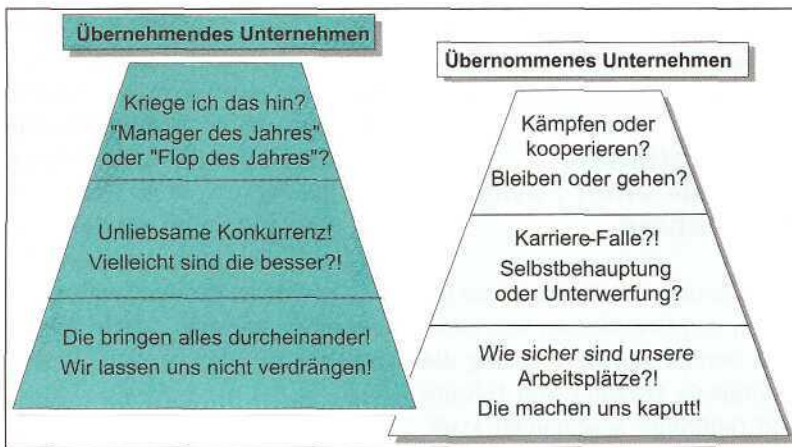 Übernehmendes Unternehmen
Kriege ich das hin?
"Manager des Jahres"
oder "Flop des Jahres"?
Unliebsame Konkurrenz!
Vielleicht sind die besser?!
Die bringen alles durcheinander!
Wir lassen uns nicht verdrängen!
Übernommenes Unternehmen
Kämpfen oder
kooperieren?
Bleiben oder gehen?
Karriere-Falle?!
Selbstbehauptung
oder Unterwerfung?
Wie sicher sind unsere
Arbeitsplätze?!
Die machen uns kaputt!